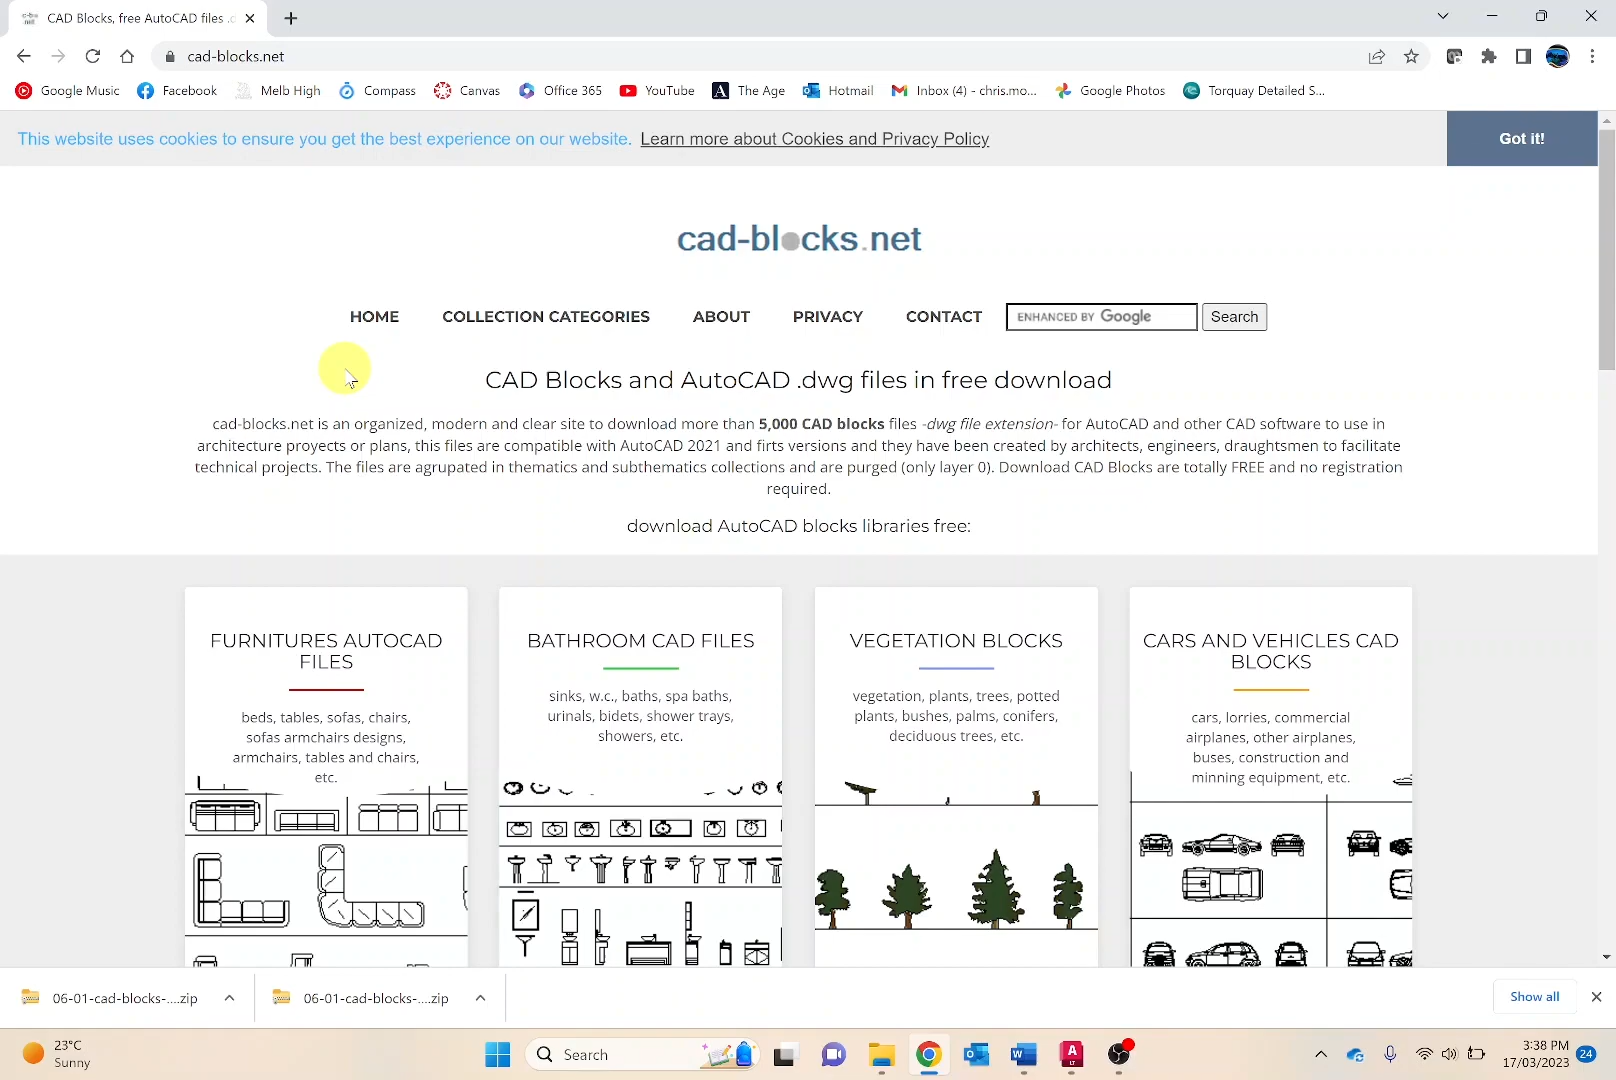 CAD Blocks, free AutoCAD files .d
cad-blocks.net
Google Music Facebook Melb High Compass Canvas Office 365 YouTube The Age Hotmail Inbox (4) - chris.mo... Google Photos Torquay Detailed S...
This website uses cookies to ensure you get the best experience on our website. Learn more about Cookies and Privacy Policy
Got it!
cad-blocks.net
HOME COLLECTION CATEGORIES ABOUT PRIVACY CONTACT ENHANCED BY Google Search
CAD Blocks and AutoCAD .dwg files in free download
cad-blocks.net is an organized, modern and clear site to download more than 5,000 CAD blocks files -dwg file extension- for AutoCAD and other CAD software to use in
architecture proyects or plans, this files are compatible with AutoCAD 2021 and firts versions and they have been created by architects, engineers, draughtsmen to facilitate
technical projects. The files are agrupated in thematics and subthematics collections and are purged (only layer 0). Download CAD Blocks are totally FREE and no registration
required.
download AutoCAD blocks libraries free:
FURNITURES AUTOCAD
FILES
beds, tables, sofas, chairs,
sofas armchairs designs,
armchairs, tables and chairs,
etc.
BATHROOM CAD FILES
sinks, w.c., baths, spa baths,
urinals, bidets, shower trays,
showers, etc.
VEGETATION BLOCKS
vegetation, plants, trees, potted
plants, bushes, palms, conifers,
deciduous trees, etc.
CARS AND VEHICLES CAD
BLOCKS
cars, lorries, commercial
airplanes, other airplanes,
buses, construction and
minning equipment, etc.
06-01-cad-blocks-....zip 06-01-cad-blocks-....zip Show all
23°C
Sunny
Search
3:38 PM
17/03/2023
24